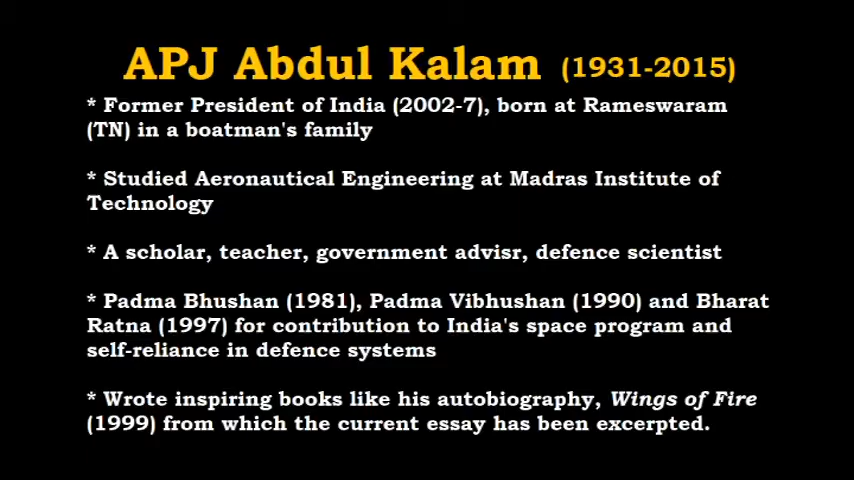 APJ Abdul Kalam (1931-2015)
* Former President of India (2002-7), born at Rameswaram
(TN) in a boatman's family
* Studied Aeronautical Engineering at Madras Institute of
Technology
* A scholar, teacher, government advisr, defence scientist
* Padma Bhushan (1981), Padma Vibhushan (1990) and Bharat
Ratna (1997) for contribution to India's space program and
self-reliance in defence systems
* Wrote inspiring books like his autobiography, Wings of Fire
(1999) from which the current essay has been excerpted.